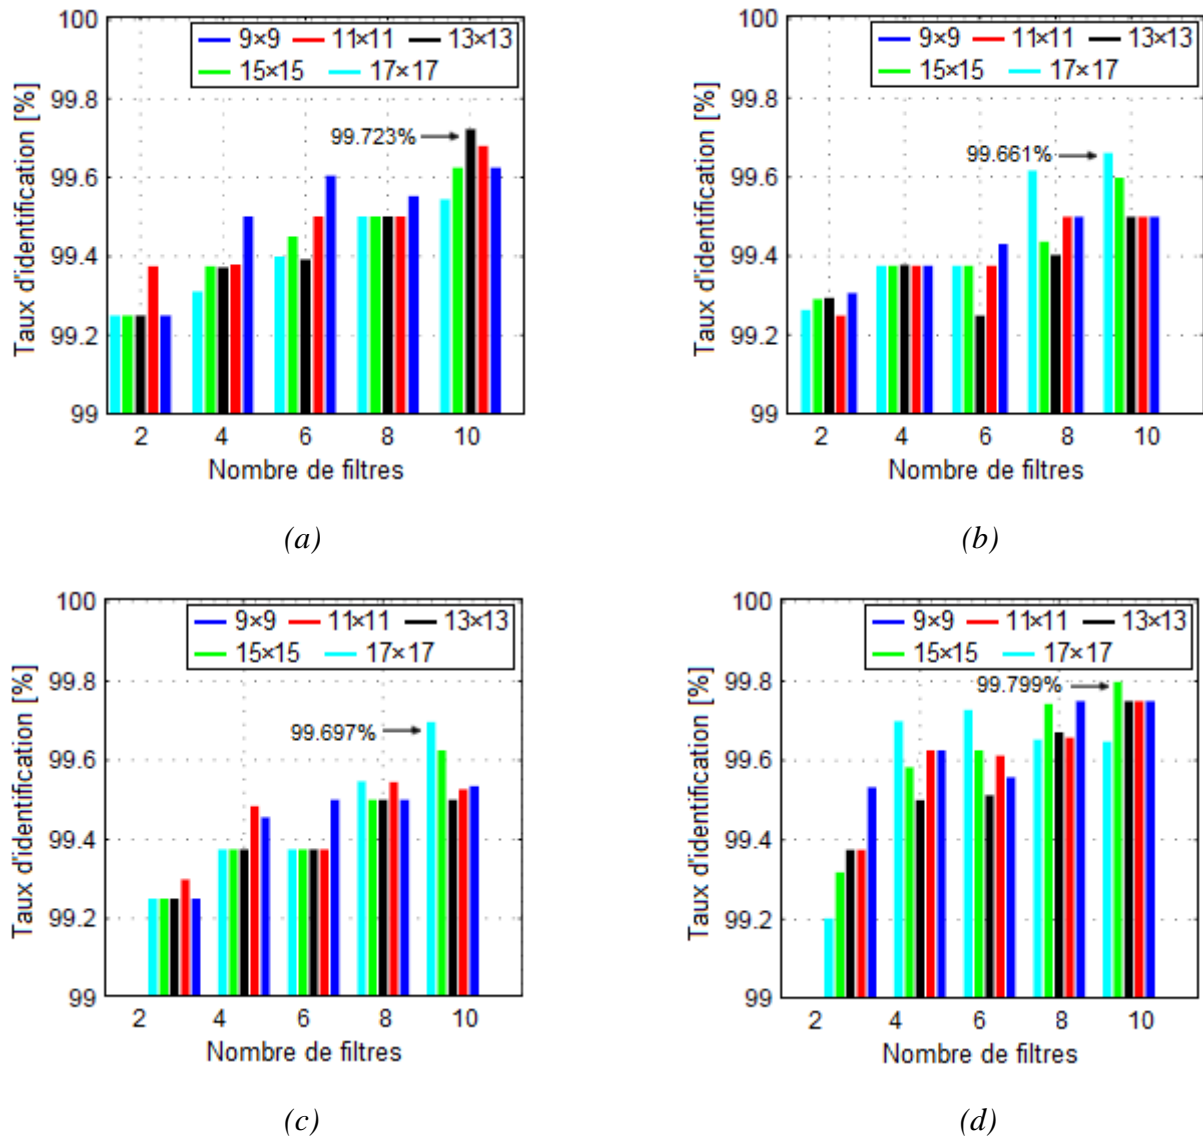 100
99.8
99.6
99.4
99.2
99
Taux d'identification [%]
9×9 11×11 13×13
15×15 17×17
99.723%
2 4 6 8 10
Nombre de filtres
(a)
100
99.8
99.6
99.4
99.2
99
Taux d'identification [%]
9×9 11×11 13×13
15×15 17×17
99.661%
2 4 6 8 10
Nombre de filtres
(b)
100
99.8
99.6
99.4
99.2
99
Taux d'identification [%]
9×9 11×11 13×13
15×15 17×17
99.697%
2 4 6 8 10
Nombre de filtres
(c)
100
99.8
99.6
99.4
99.2
99
Taux d'identification [%]
9×9 11×11 13×13
15×15 17×17
99.799%
2 4 6 8 10
Nombre de filtres
(d)